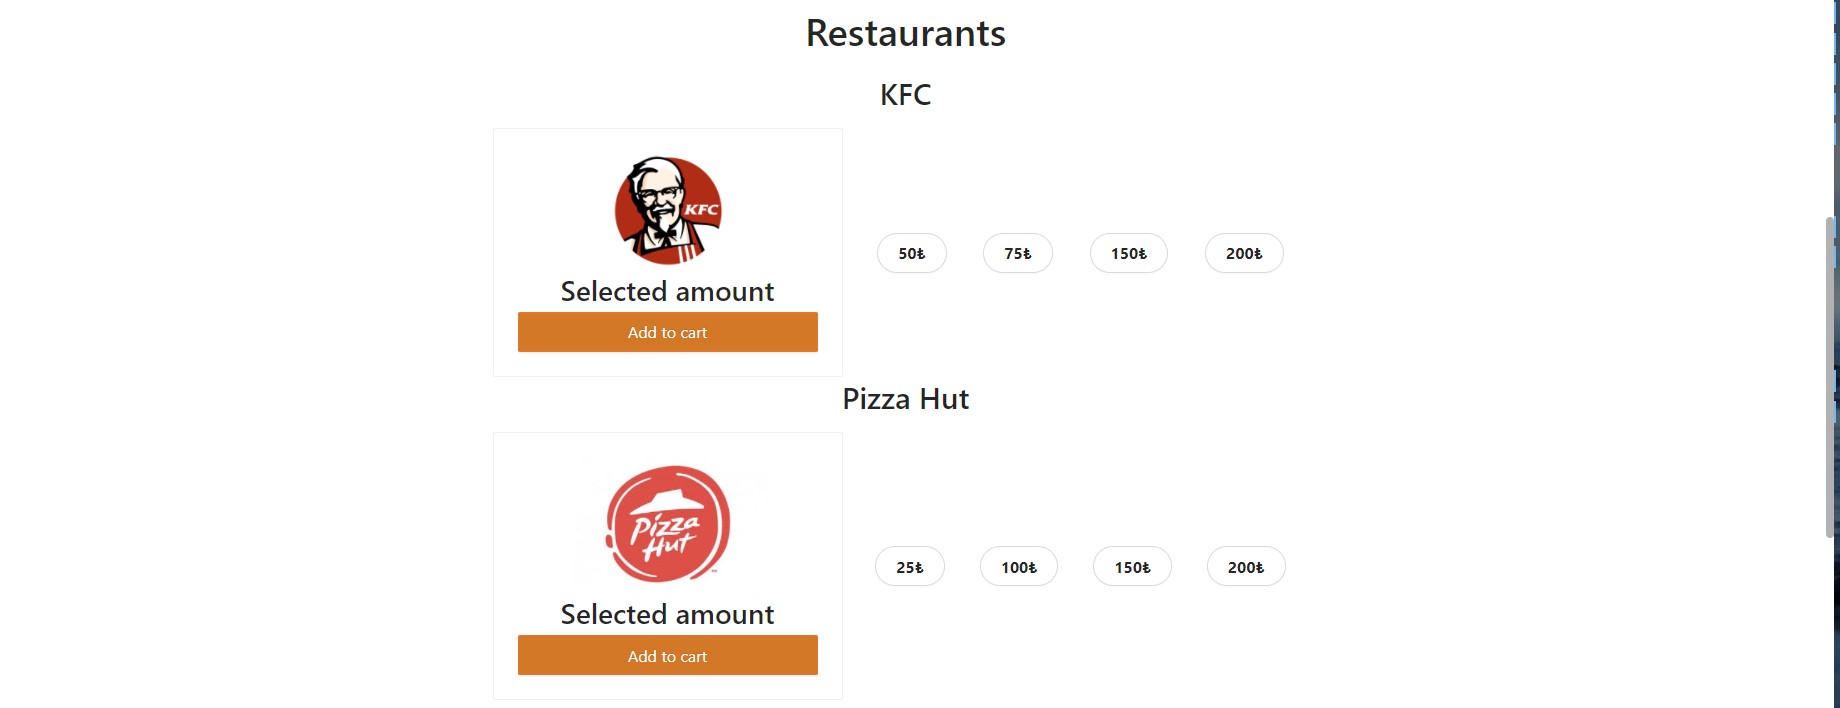 Restaurants
KFC
KFC
50₺ 75₺ 150₺ 200₺
Selected amount
Add to cart
Pizza Hut
Pizza
Hut
25₺ 100₺ 150₺ 200₺
Selected amount
Add to cart